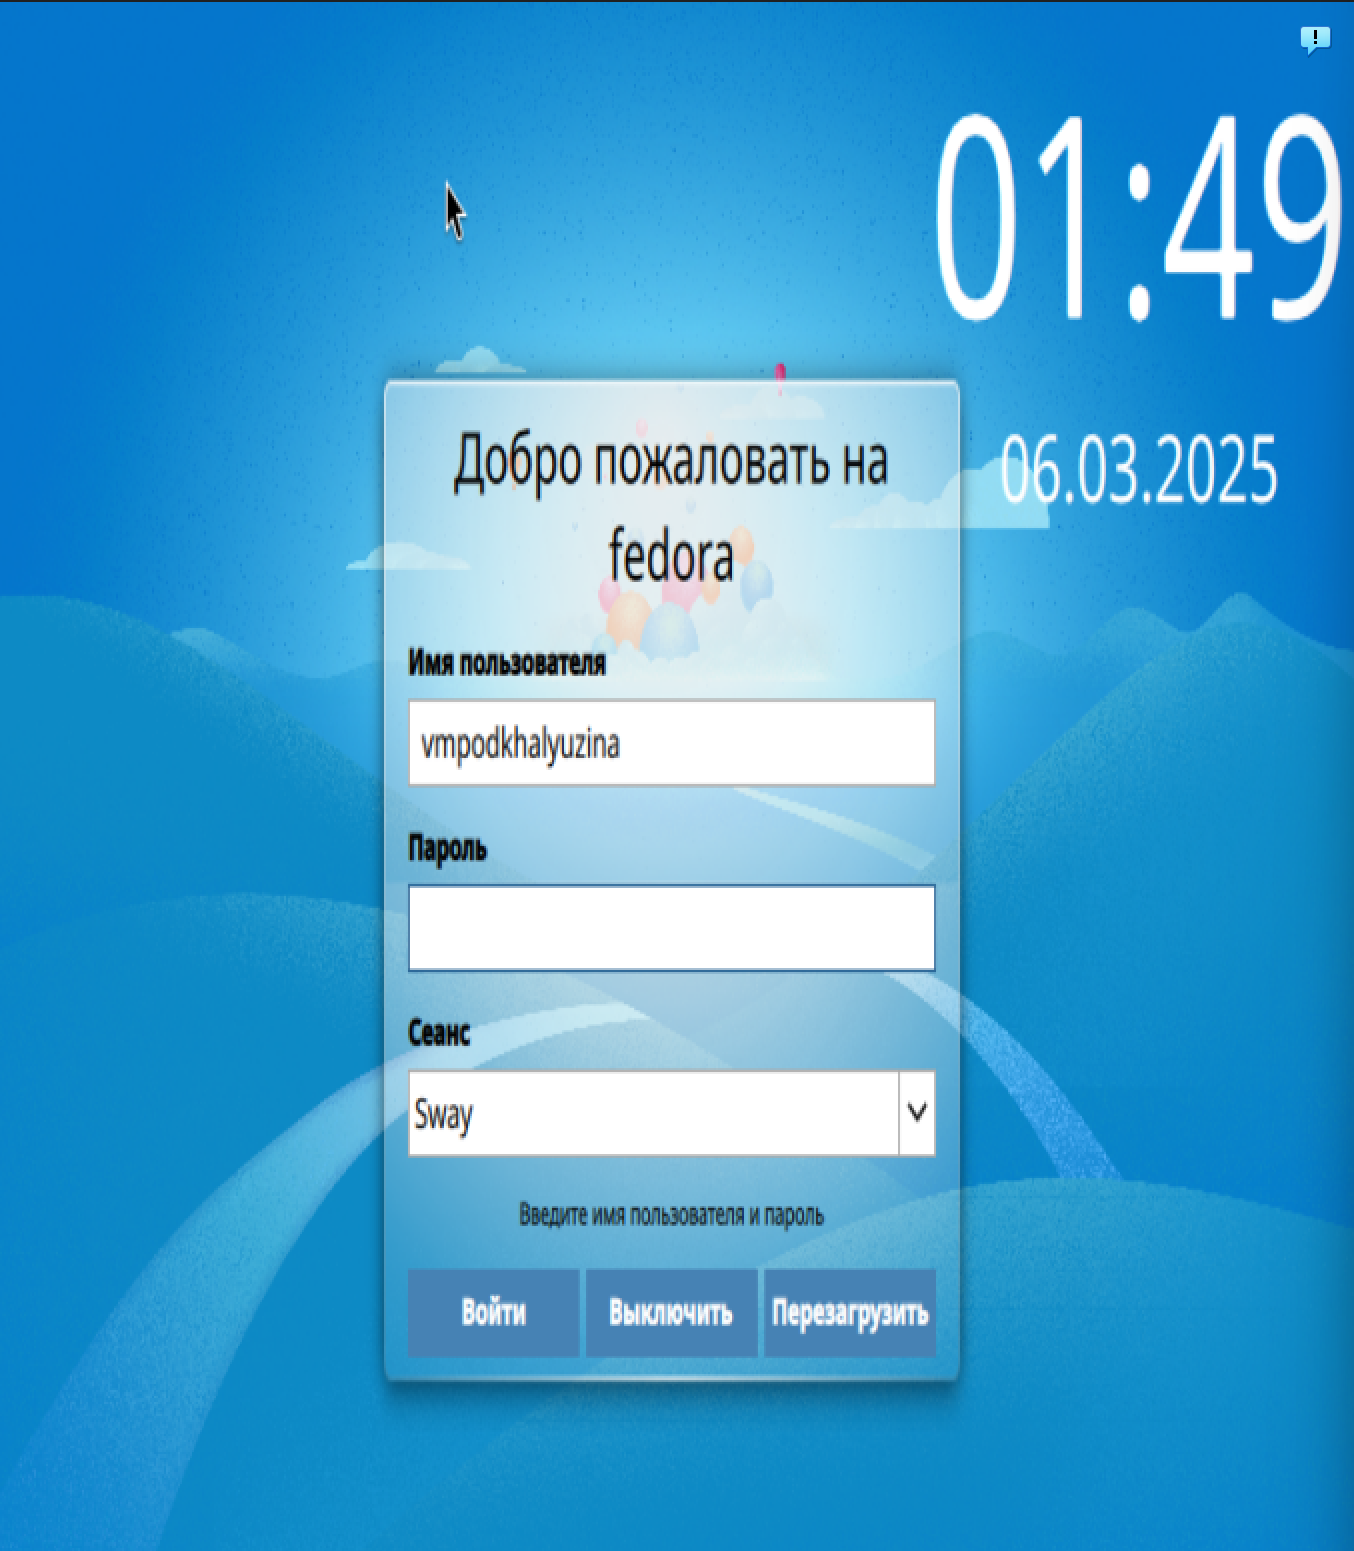 01:49
06.03.2025
Добро пожаловать на
fedora
Имя пользователя
vmpodkhalyuzina
Пароль
Сеанс
Sway
Введите имя пользователя и пароль
Войти
Выключить
Перезагрузить